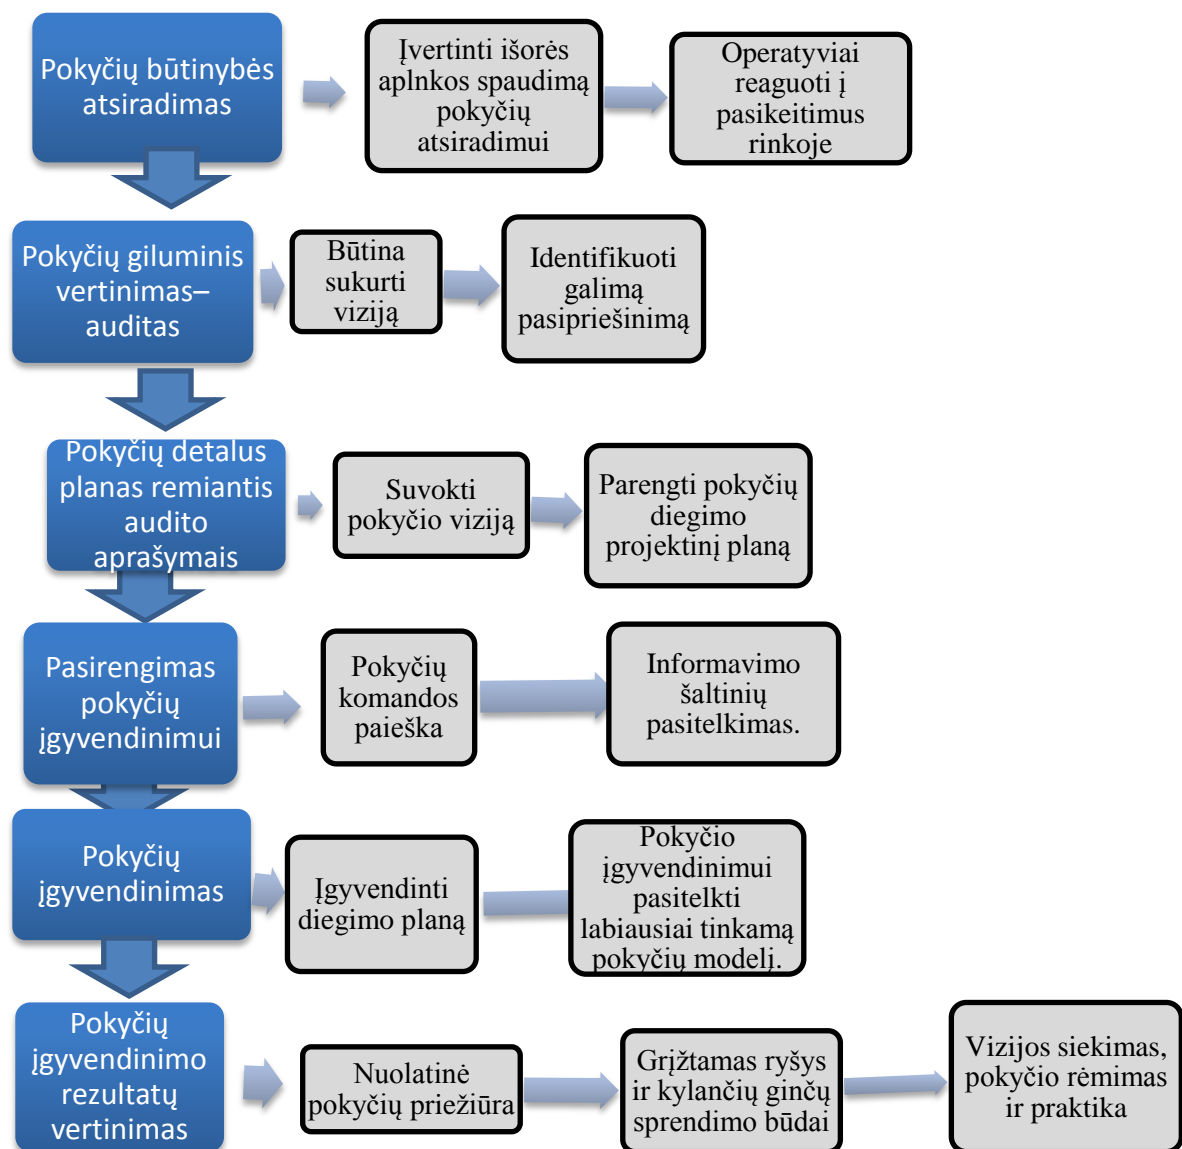 Pokyčių būtinybės
atsiradimas
Įvertinti išorės
aplnkos spaudimą
pokyčių
atsiradimui
Operatyviai
reaguoti į
pasikeitimus
rinkoje
Pokyčių giluminis
vertinimas–
auditas
Būtina
sukurti
viziją
Identifikuoti
galimą
pasipriešinimą
Pokyčių detalus
planas remiantis
audito
aprašymais
Suvokti
pokyčio viziją
Parengti pokyčių
diegimo
projektinį planą
Pasirengimas
pokyčių
įgyvendinimui
Pokyčių
komandos
paieška
Informavimo
šaltinių
pasitelkimas.
Pokyčių
įgyvendinimas
Įgyvendinti
diegimo planą
Pokyčio
įgyvendinimui
pasitelkti
labiausiai tinkamą
pokyčių modelį.
Pokyčių
įgyvendinimo
rezultatų
vertinimas
Nuolatinė
pokyčių priežiūra
Grįžtamas ryšys
ir kylančių ginčų
sprendimo būdai
Vizijos siekimas,
pokyčio rėmimas
ir praktika